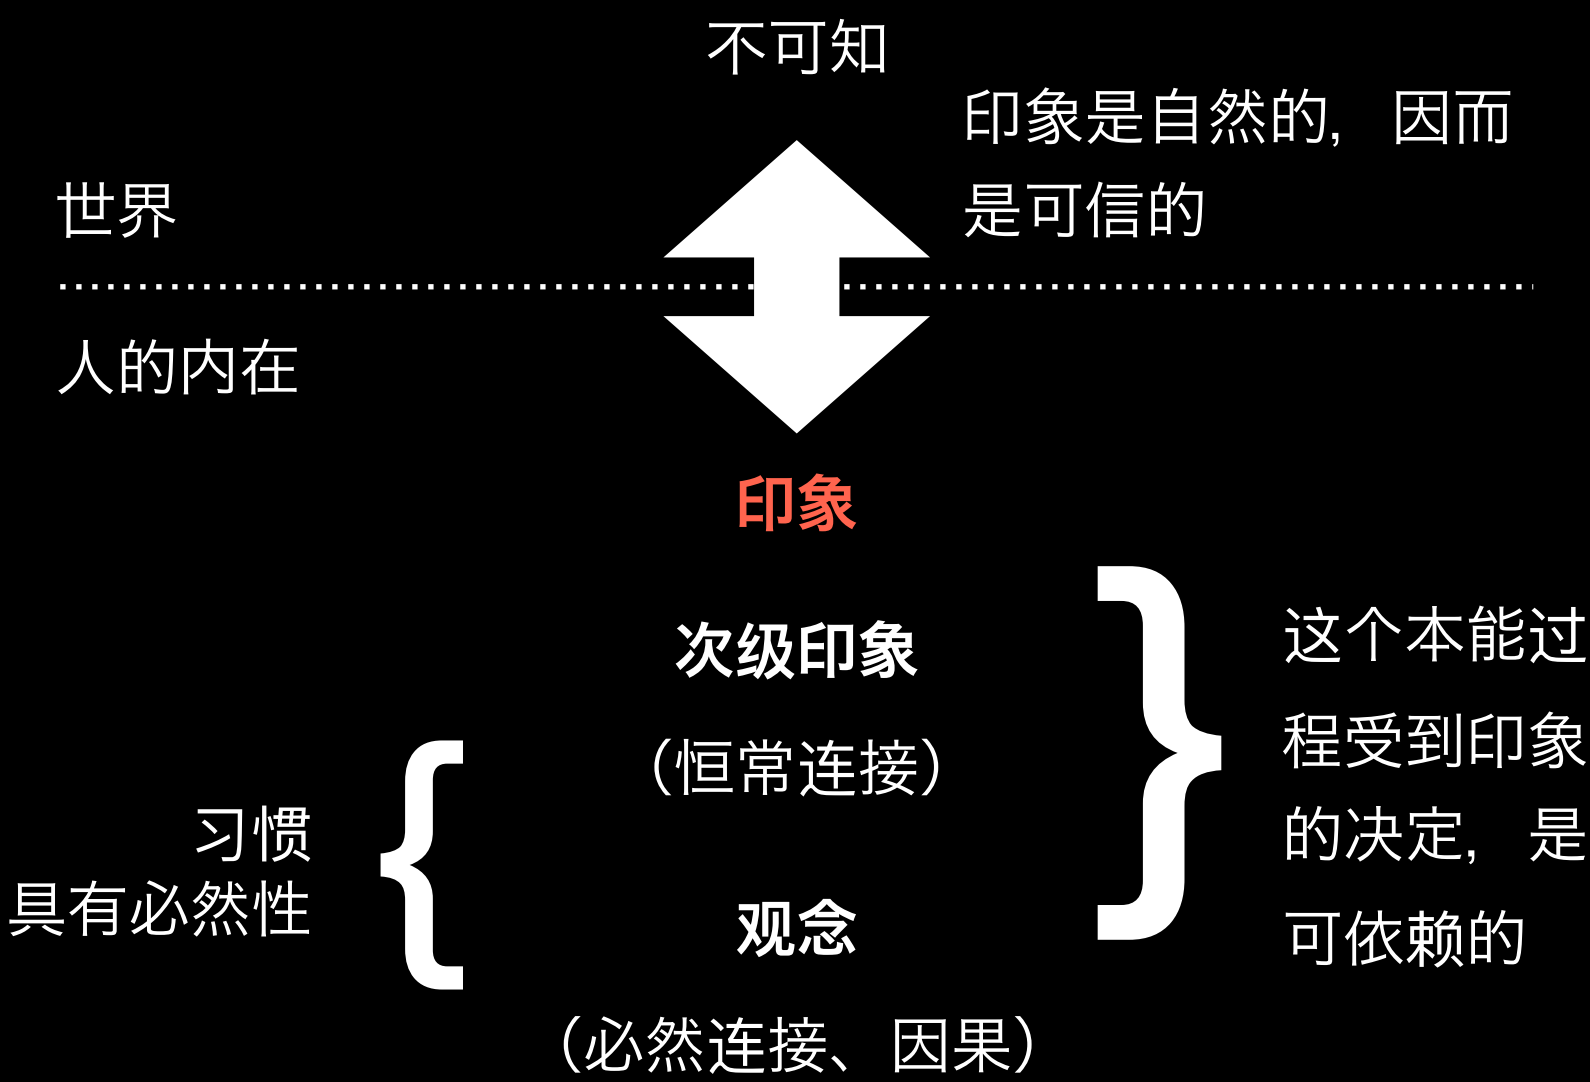 不可知
印象是自然的，因而
是可信的
世界
人的内在
印象
次级印象
（恒常连接）
这个本能过
程受到印象
的决定，是
可依赖的
习惯
具有必然性
观念
（必然连接、因果）